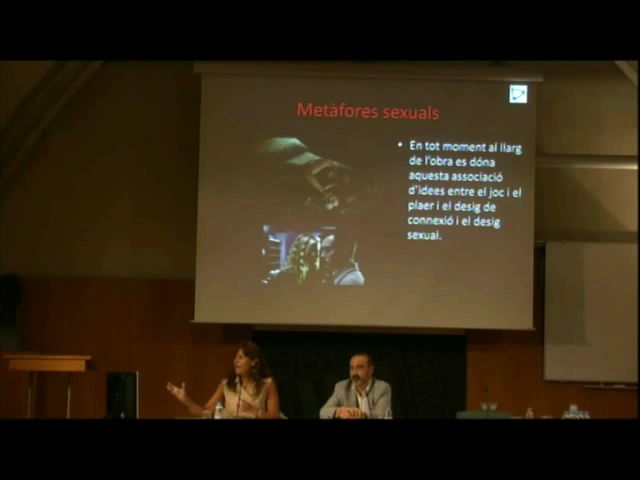 Metàfores sexuals
• En tot moment al llarg
de l'obra es dóna
aquesta associació
d'idees entre el joc i el
plaer i el desig de
connexió i el desig
sexual.